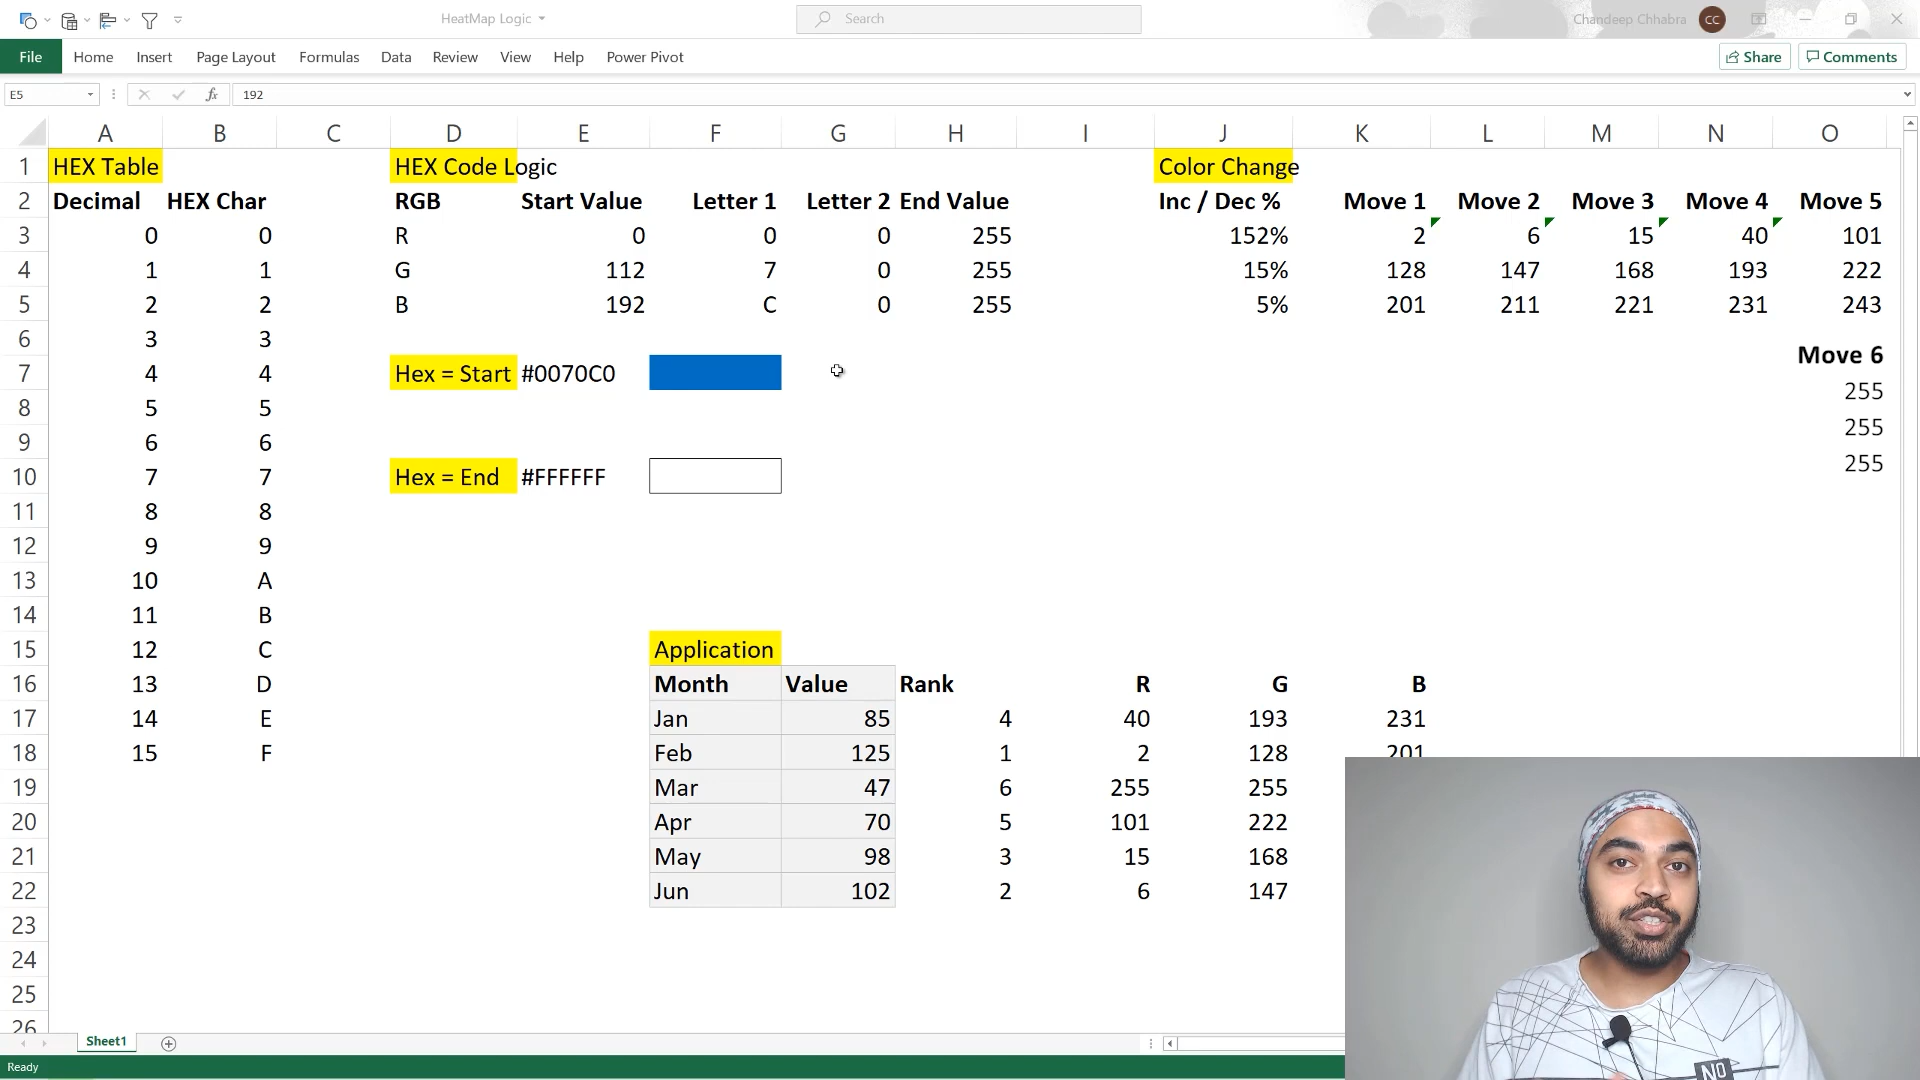 HeatMap Logic
Search
Chandeep Chhabra CC
File Home Insert Page Layout Formulas Data Review View Help Power Pivot Share Comments
E5 fx 192
A B C D E F G H I J K L M N O
1 HEX Table HEX Code Logic Color Change
2 Decimal HEX Char RGB Start Value Letter 1 Letter 2 End Value Inc / Dec % Move 1 Move 2 Move 3 Move 4 Move 5
3 0 0 R 0 0 0 255 152% 2 6 15 40 101
4 1 1 G 112 7 0 255 15% 128 147 168 193 222
5 2 2 B 192 C 0 255 5% 201 211 221 231 243
6 3 3 Move 6
7 4 4 Hex = Start #0070C0 255
8 5 5 255
9 6 6 255
10 7 7 Hex = End #FFFFFF
11 8 8
12 9 9
13 10 A
14 11 B
15 12 C Application
16 13 D Month Value Rank R G B
17 14 E Jan 85 4 40 193 231
18 15 F Feb 125 1 2 128 201
19 Mar 47 6 255 255
20 Apr 70 5 101 222
21 May 98 3 15 168
22 Jun 102 2 6 147
23
24
25
26
Sheet1
Ready
NO